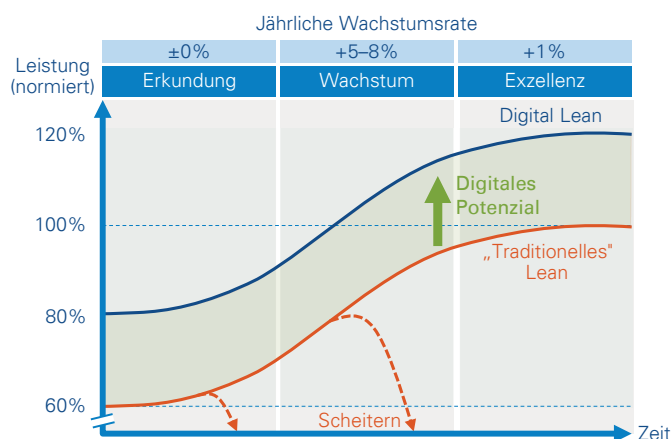 Jährliche Wachstumsrate
±0% +5–8% +1%
Leistung
(normiert)
Erkundung Wachstum Exzellenz
120%
Digital Lean
Digitales
Potenzial
100%
„Traditionelles"
Lean
80%
60%
Scheitern
Zeit